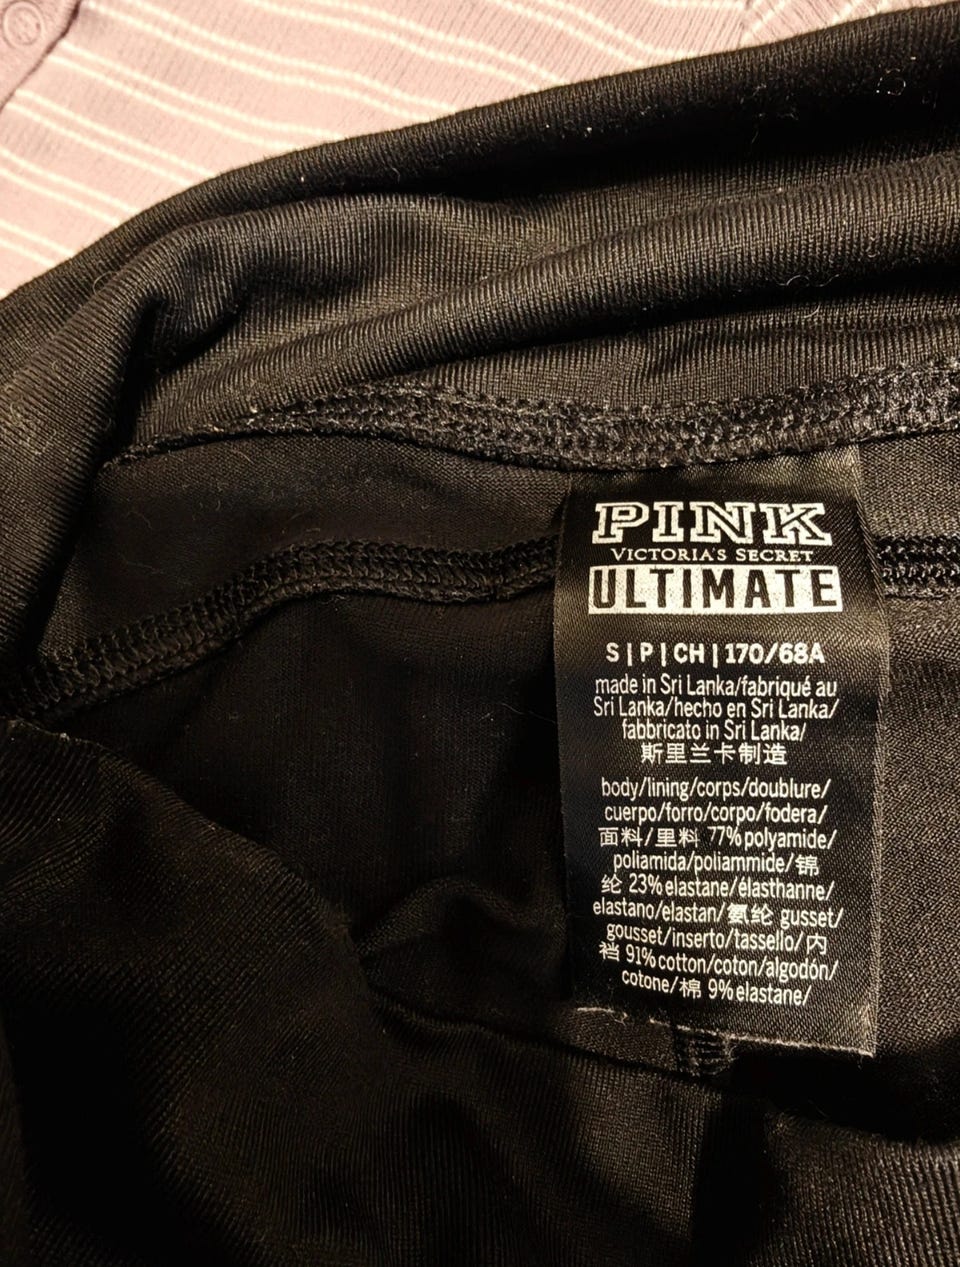 PINK
VICTORIA'S SECRET
ULTIMATE
S | P | CH | 170/68A
made in Sri Lanka/fabriqué au
Sri Lanka/hecho en Sri Lanka/
fabbricato in Sri Lanka/
斯里兰卡制造
body/lining/corps/doublure/
cuerpo/forro/corpo/fodera/
面料/里料 77% polyamide/
poliamida/poliammide/锦
纶 23% elastane/élasthanne/
elastano/elastan/氨纶 gusset/
gousset/inserto/tassello/内
裆 91% cotton/coton/algodón/
cotone/棉 9% elastane/